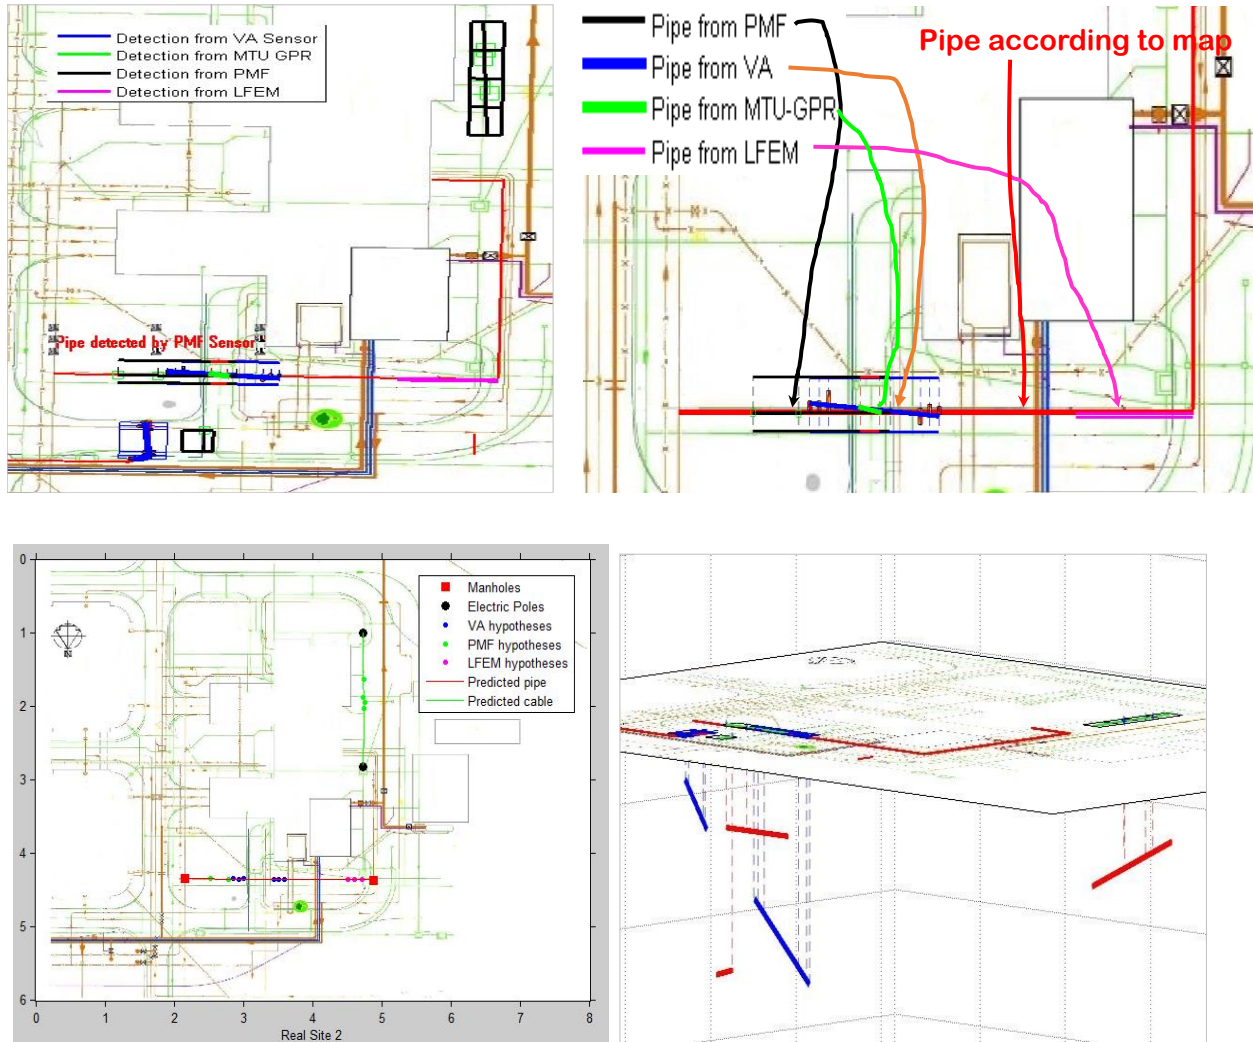 Detection from VA Sensor
Detection from MTU GPR
Detection from PMF
Detection from LFEM
Pipe detected by PMF Sensor
Pipe from PMF
Pipe from VA
Pipe from MTU-GPR
Pipe from LFEM
Pipe according to map
Manholes
Electric Poles
VA hypotheses
PMF hypotheses
LFEM hypotheses
Predicted pipe
Predicted cable
0
1
2
3
4
5
6
0 1 2 3 4 5 6 7 8
Real Site 2